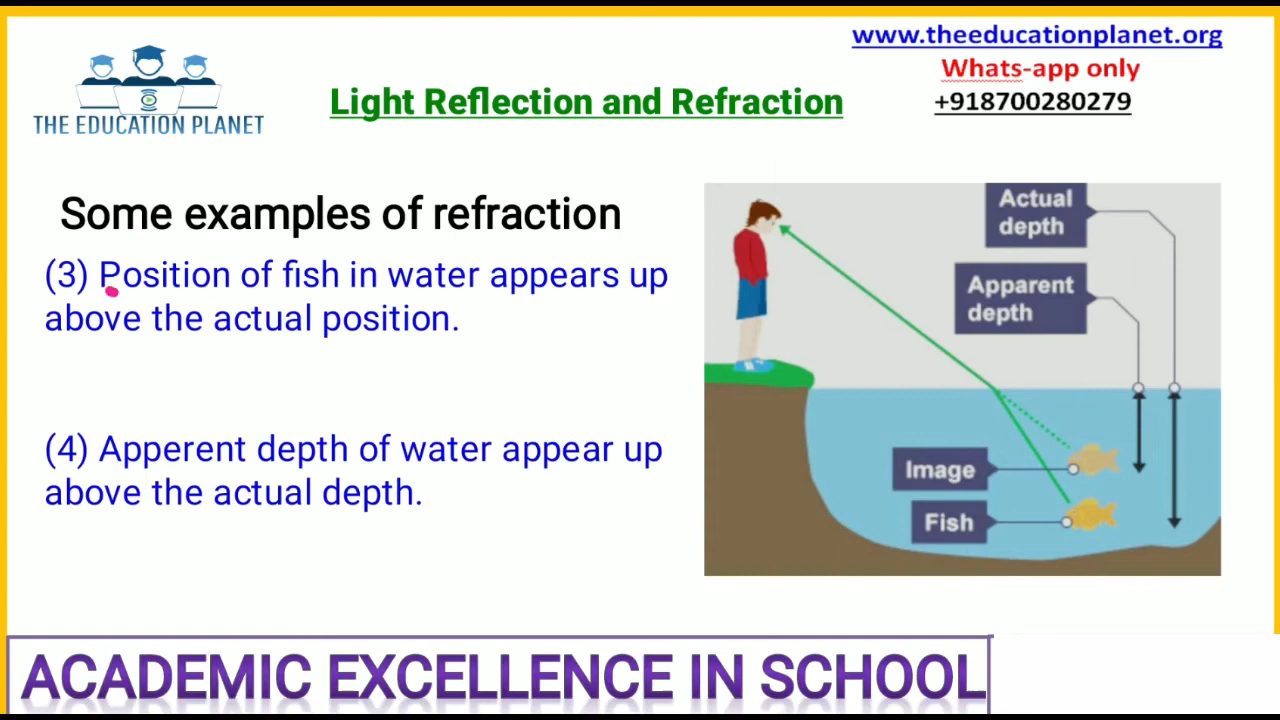 www.theeducationplanet.org
Whats-app only
+918700280279
THE EDUCATION PLANET
Light Reflection and Refraction
Some examples of refraction
(3) Position of fish in water appears up
above the actual position.
(4) Apperent depth of water appear up
above the actual depth.
Actual
depth
Apparent
depth
Image
Fish
ACADEMIC EXCELLENCE IN SCHOOL